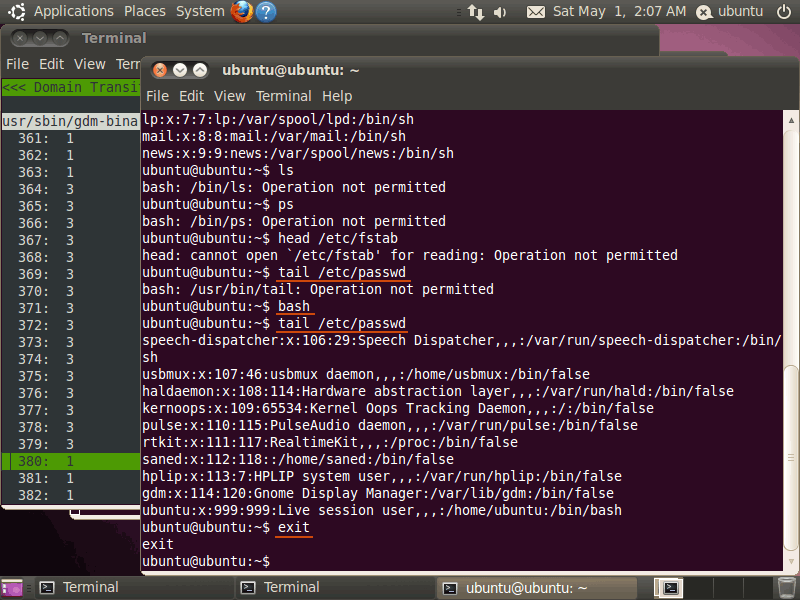 Applications Places System Sat May 1, 2:07 AM ubuntu
Terminal
File Edit View Ter
<<< Domain Transi
usr/sbin/gdm-bina
361: 1
362: 1
363: 1
364: 3
365: 3
366: 3
367: 3
368: 3
369: 3
370: 3
371: 3
372: 3
373: 3
374: 3
375: 3
376: 3
377: 3
378: 3
379: 3
380: 1
381: 1
382: 1
ubuntu@ubuntu: ~
File Edit View Terminal Help
lp:x:7:7:lp:/var/spool/lpd:/bin/sh
mail:x:8:8:mail:/var/mail:/bin/sh
news:x:9:9:news:/var/spool/news:/bin/sh
ubuntu@ubuntu:~$ ls
bash: /bin/ls: Operation not permitted
ubuntu@ubuntu:~$ ps
bash: /bin/ps: Operation not permitted
ubuntu@ubuntu:~$ head /etc/fstab
head: cannot open `/etc/fstab' for reading: Operation not permitted
ubuntu@ubuntu:~$ tail /etc/passwd
bash: /usr/bin/tail: Operation not permitted
ubuntu@ubuntu:~$ bash
ubuntu@ubuntu:~$ tail /etc/passwd
speech-dispatcher:x:106:29:Speech Dispatcher,,,:/var/run/speech-dispatcher:/bin/
sh
usbmux:x:107:46:usbmux daemon,,,:/home/usbmux:/bin/false
haldaemon:x:108:114:Hardware abstraction layer,,,:/var/run/hald:/bin/false
kernoops:x:109:65534:Kernel Oops Tracking Daemon,,,:/:/bin/false
pulse:x:110:115:PulseAudio daemon,,,:/var/run/pulse:/bin/false
rtkit:x:111:117:RealtimeKit,,,:/proc:/bin/false
saned:x:112:118::/home/saned:/bin/false
hplip:x:113:7:HPLIP system user,,,:/var/run/hplip:/bin/false
gdm:x:114:120:Gnome Display Manager:/var/lib/gdm:/bin/false
ubuntu:x:999:999:Live session user,,,:/home/ubuntu:/bin/bash
ubuntu@ubuntu:~$ exit
exit
ubuntu@ubuntu:~$
Terminal Terminal ubuntu@ubuntu: ~